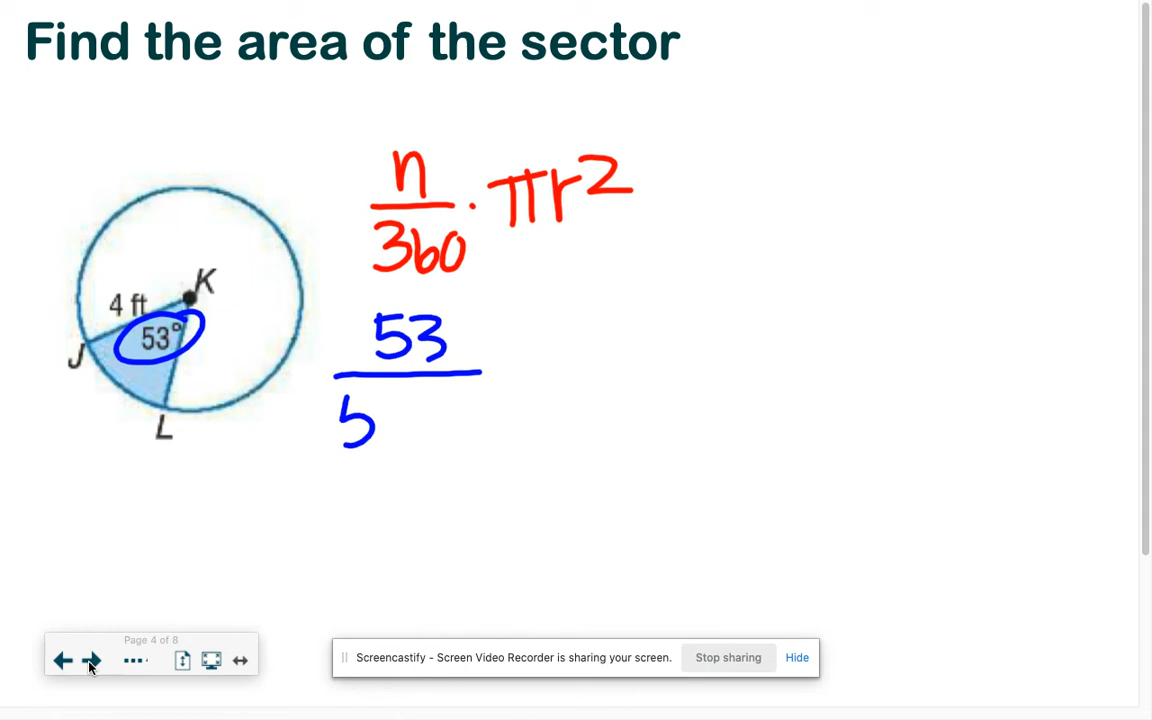 Find the area of the sector
n
360
· πr²
K
4 ft
53°
J
L
53
5
Page 4 of 8
Screencastify - Screen Video Recorder is sharing your screen.
Stop sharing
Hide